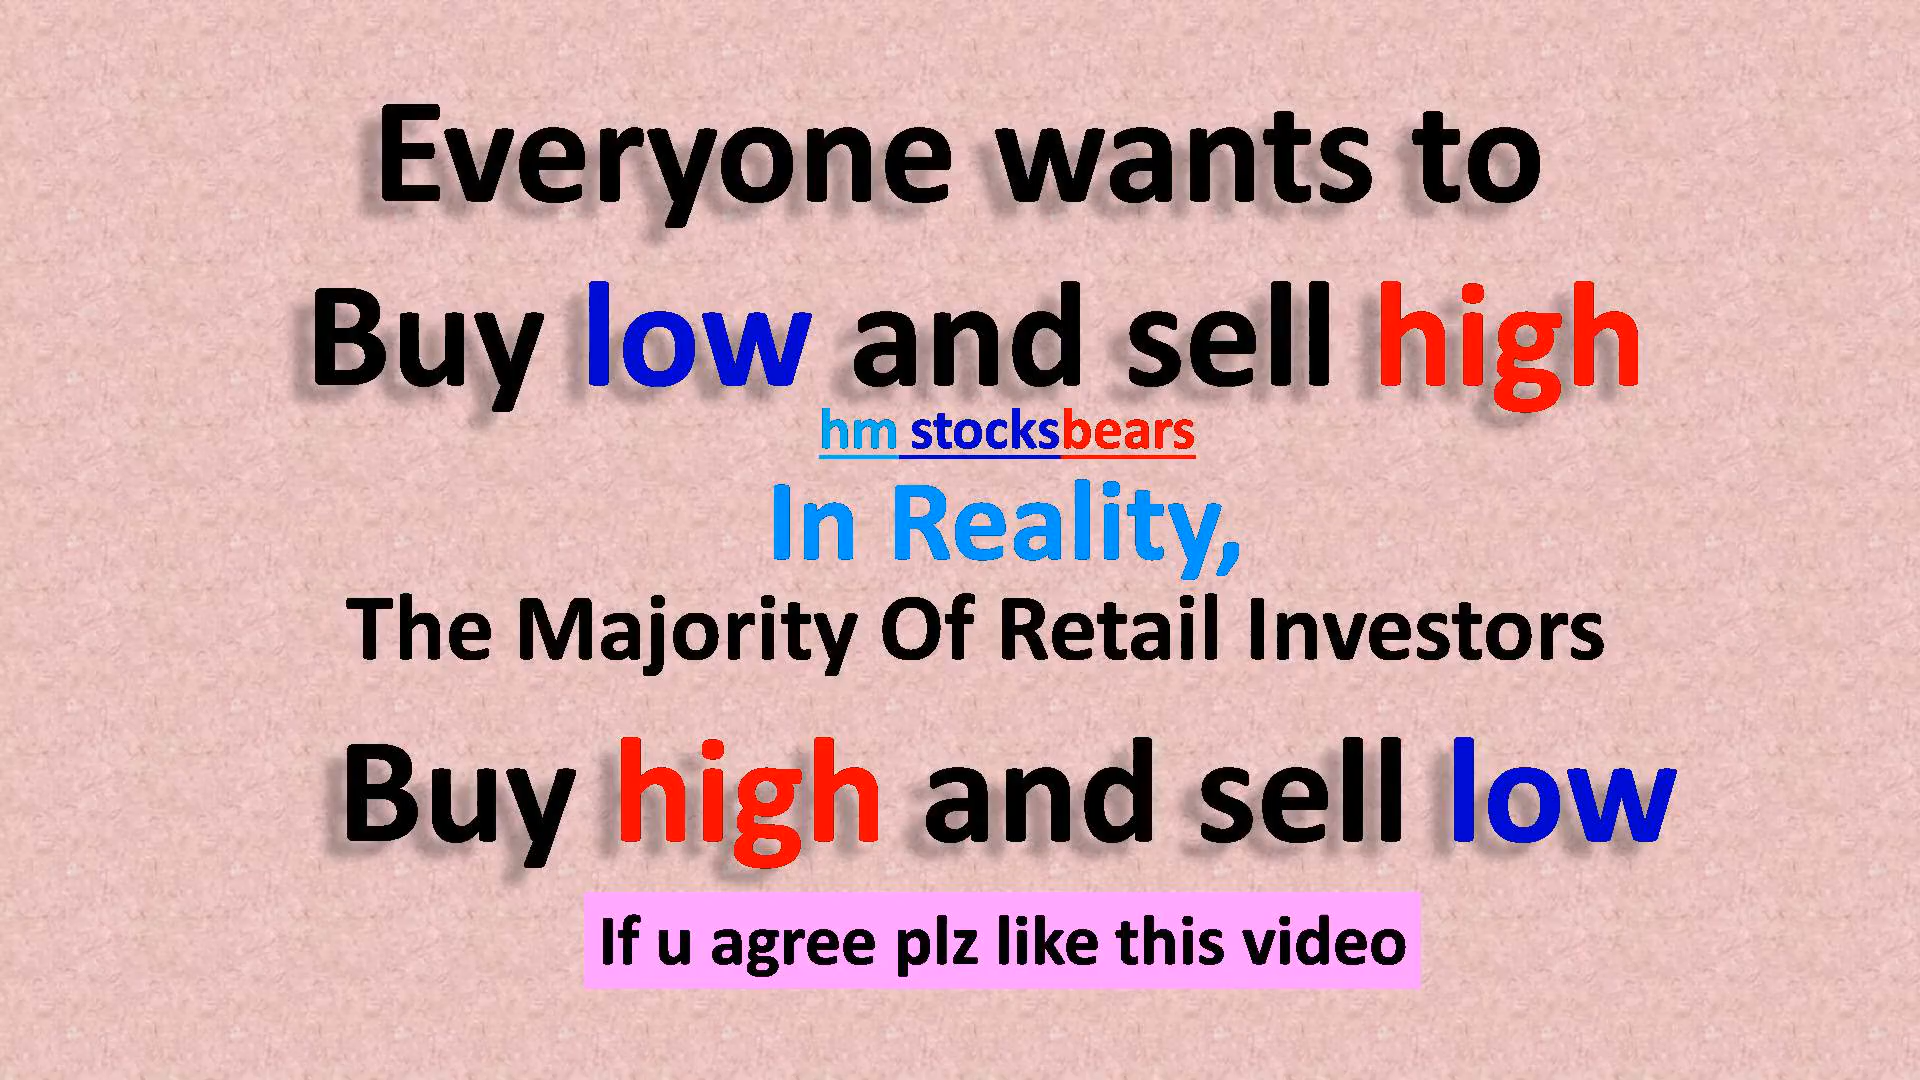 Everyone wants to
Buy low and sell high
hm stocksbears
In Reality,
The Majority Of Retail Investors
Buy high and sell low
If u agree plz like this video